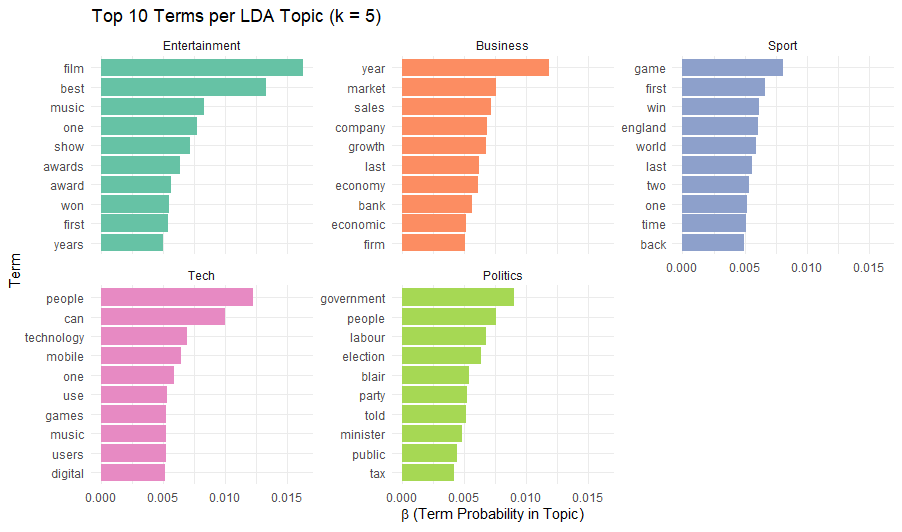 Top 10 Terms per LDA Topic (k = 5)
Entertainment
film
best
music
one
show
awards
award
won
first
years
Business
year
market
sales
company
growth
last
economy
bank
economic
firm
Sport
game
first
win
england
world
last
two
one
time
back
0.000 0.005 0.010 0.015
Term
Tech
people
can
technology
mobile
one
use
games
music
users
digital
0.000 0.005 0.010 0.015
Politics
government
people
labour
election
blair
party
told
minister
public
tax
0.000 0.005 0.010 0.015
β (Term Probability in Topic)